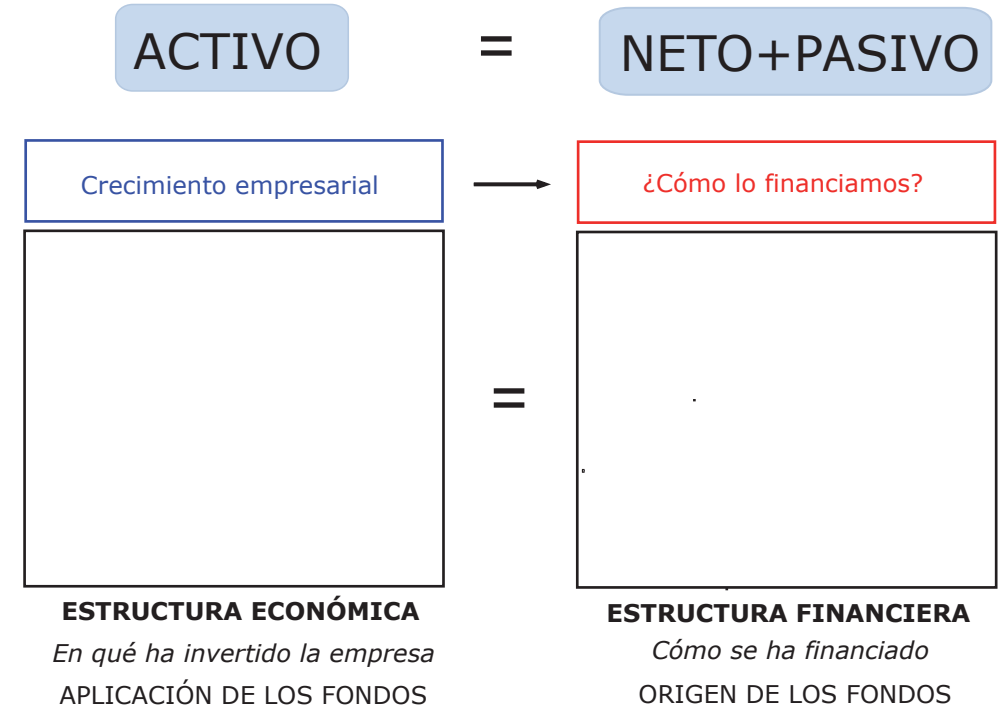 ACTIVO = NETO+PASIVO
Crecimiento empresarial
¿Cómo lo financiamos?
=
ESTRUCTURA ECONÓMICA
En qué ha invertido la empresa
APLICACIÓN DE LOS FONDOS
ESTRUCTURA FINANCIERA
Cómo se ha financiado
ORIGEN DE LOS FONDOS